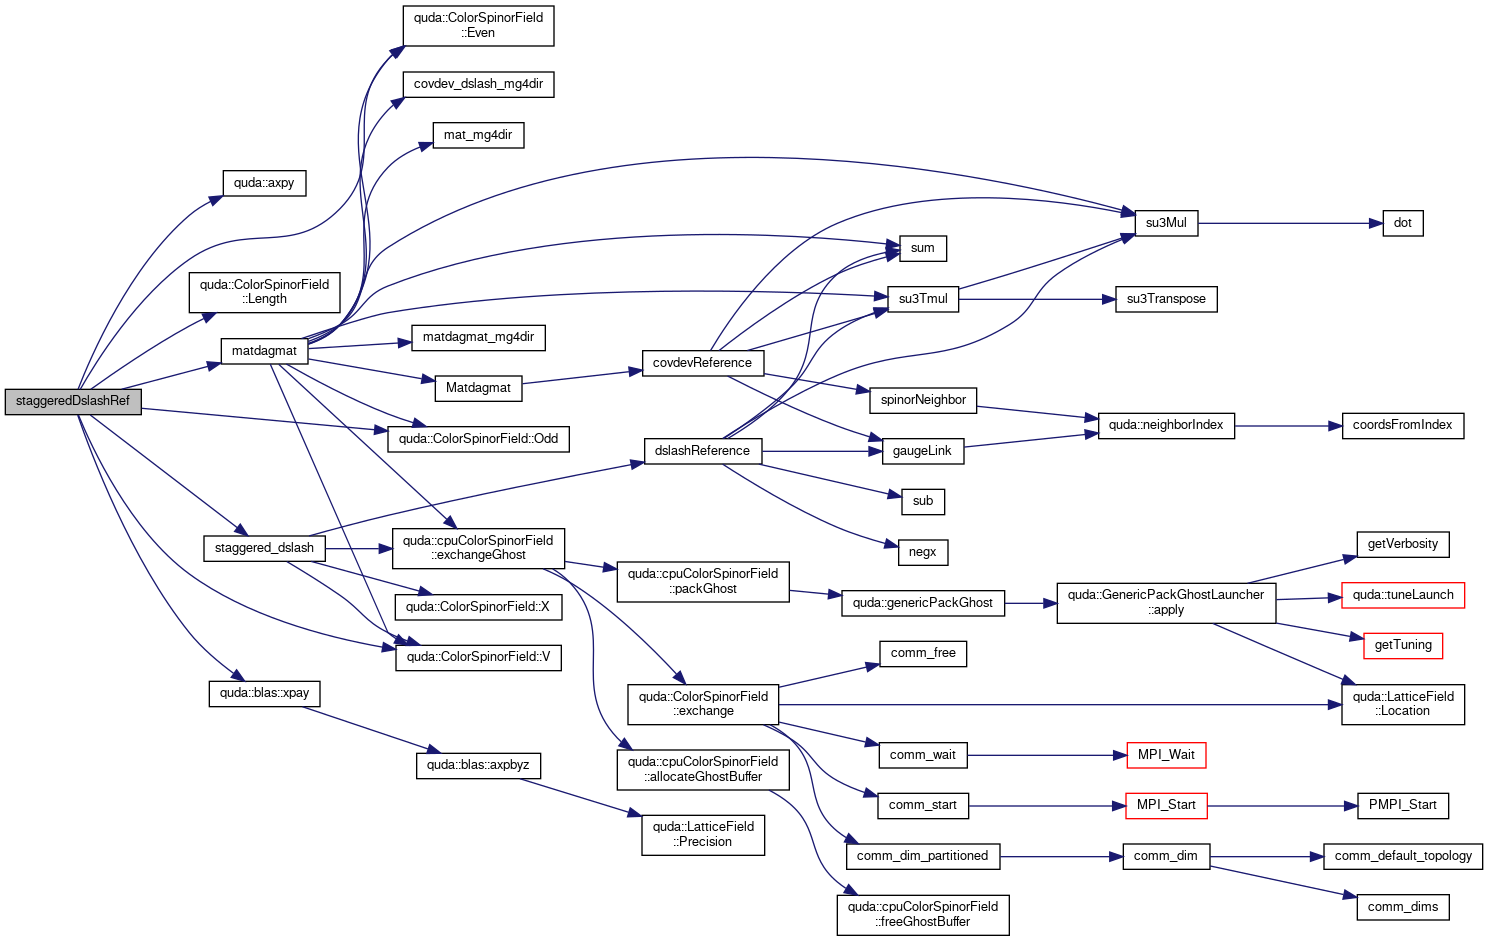 quda::ColorSpinorField
::Even
covdev_dslash_mg4dir
mat_mg4dir
quda::axpy
su3Mul
dot
sum
quda::ColorSpinorField
::Length
su3Tmul
su3Transpose
matdagmat
matdagmat_mg4dir
covdevReference
Matdagmat
spinorNeighbor
staggeredDslashRef
quda::neighborIndex
coordsFromIndex
quda::ColorSpinorField::Odd
dslashReference
gaugeLink
sub
staggered_dslash
quda::cpuColorSpinorField
::exchangeGhost
negx
getVerbosity
quda::cpuColorSpinorField
::packGhost
quda::genericPackGhost
quda::GenericPackGhostLauncher
::apply
quda::tuneLaunch
quda::ColorSpinorField::X
getTuning
quda::ColorSpinorField::V
comm_free
quda::blas::xpay
quda::ColorSpinorField
::exchange
quda::LatticeField
::Location
comm_wait
MPI_Wait
quda::blas::axpbyz
quda::cpuColorSpinorField
::allocateGhostBuffer
comm_start
MPI_Start
PMPI_Start
quda::LatticeField
::Precision
comm_dim_partitioned
comm_dim
comm_default_topology
quda::cpuColorSpinorField
::freeGhostBuffer
comm_dims